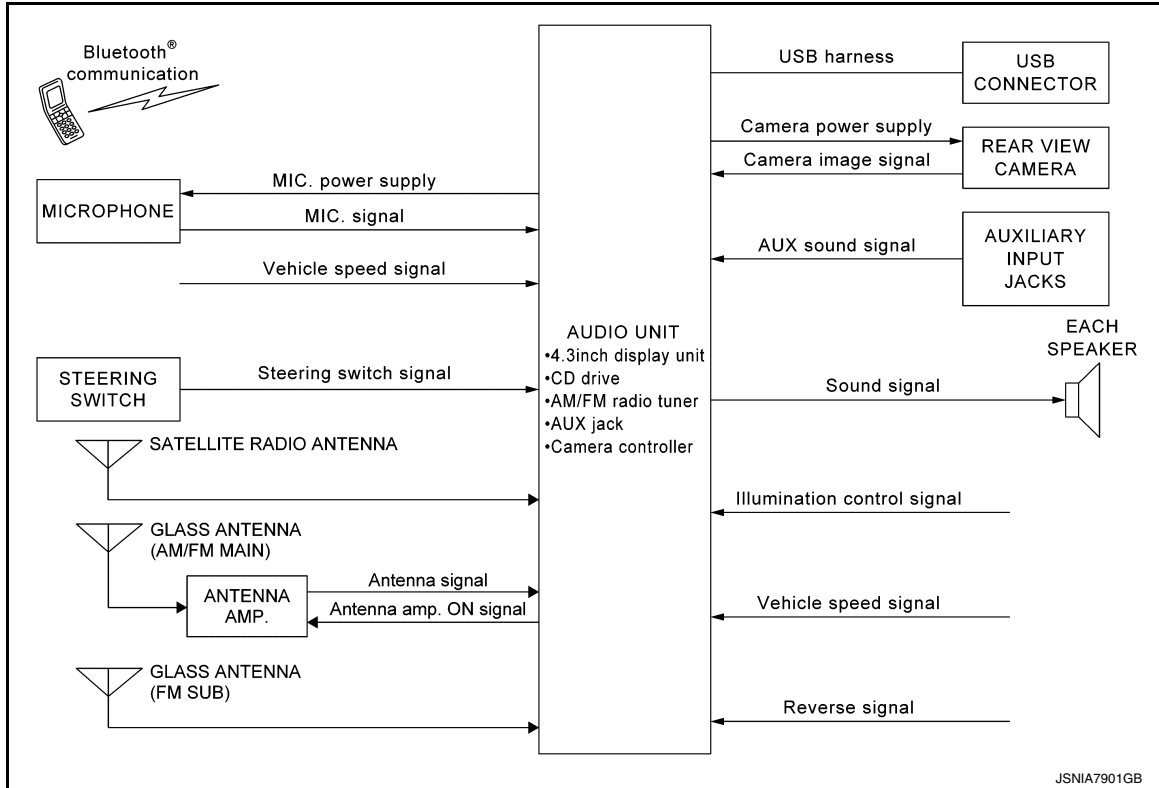 Bluetooth®
communication
MICROPHONE
MIC. power supply
MIC. signal
Vehicle speed signal
STEERING
SWITCH
Steering switch signal
SATELLITE RADIO ANTENNA
GLASS ANTENNA
(AM/FM MAIN)
ANTENNA
AMP.
Antenna signal
Antenna amp. ON signal
GLASS ANTENNA
(FM SUB)
AUDIO UNIT
•4.3inch display unit
•CD drive
•AM/FM radio tuner
•AUX jack
•Camera controller
USB harness
USB
CONNECTOR
Camera power supply
Camera image signal
REAR VIEW
CAMERA
AUX sound signal
AUXILIARY
INPUT
JACKS
EACH
SPEAKER
Sound signal
Illumination control signal
Vehicle speed signal
Reverse signal
JSNIA7901GB